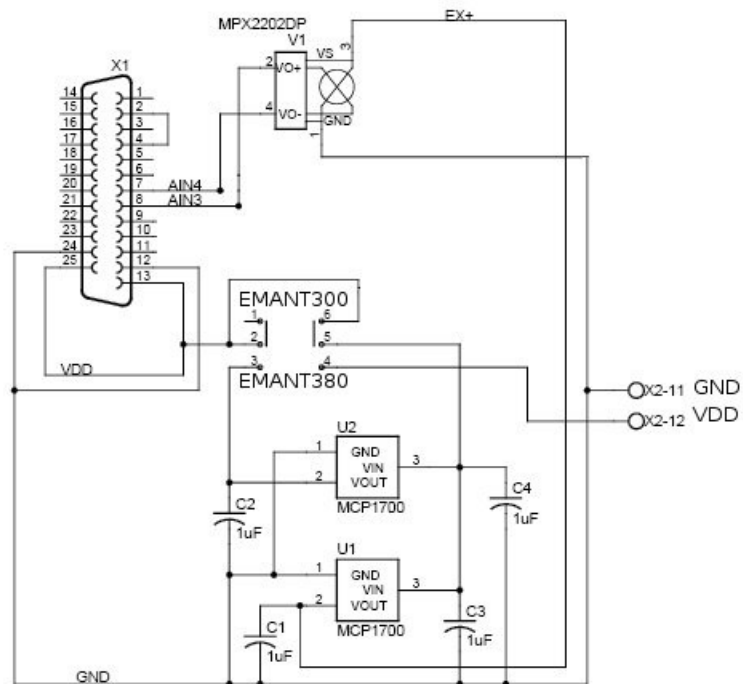 MPX2202DP
EX+
V1
3
VS
2 VO+
4 VO-
GND
1
X1
14 1
15 2
16 3
17 4
18 5
19 6
20 7 AIN4
21 8 AIN3
22 9
23 10
24 11
25 12
13
VDD
EMANT300
1 6
2 5
3 4
EMANT380
X2-11 GND
X2-12 VDD
U2
1 GND
VIN 3
2 VOUT
MCP1700
C2
1uF
C4
1uF
U1
1 GND
VIN 3
2 VOUT
MCP1700
C1
1uF
C3
1uF
GND